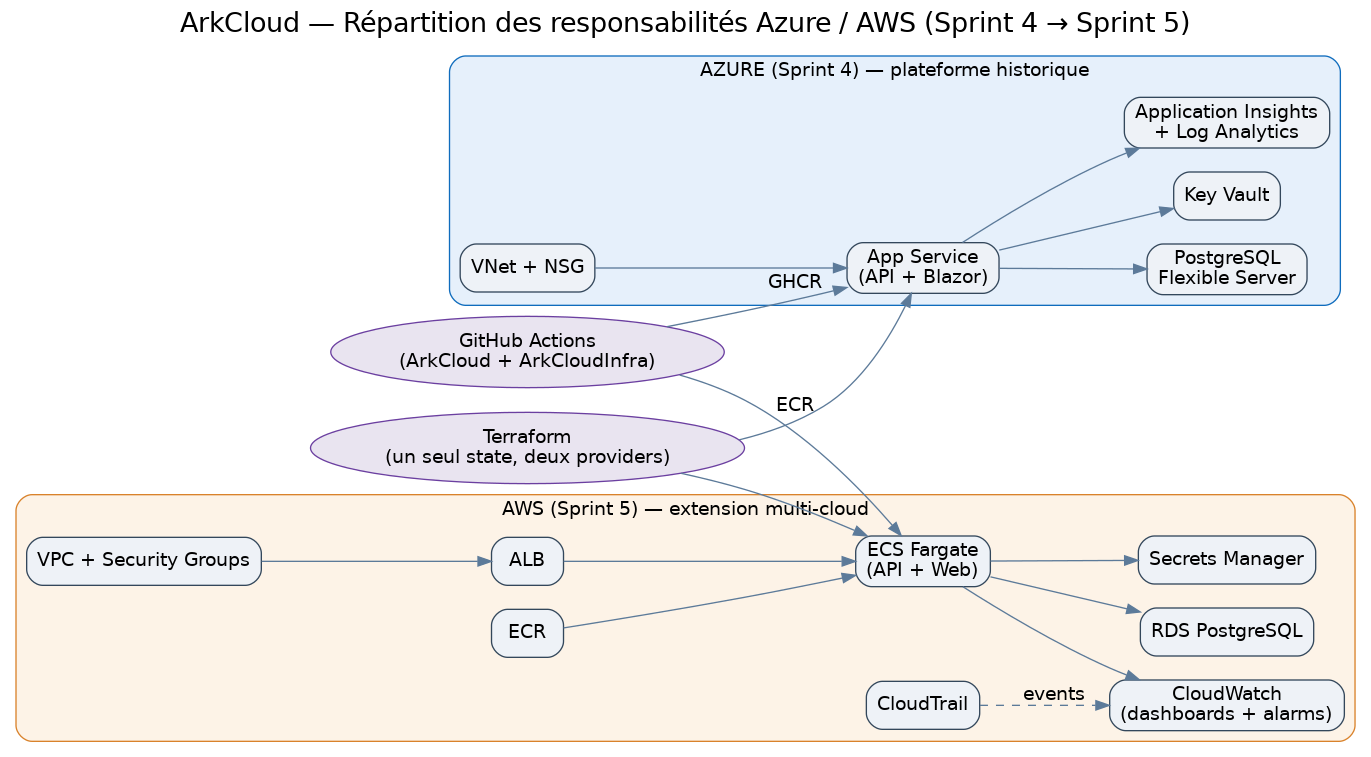 ArkCloud — Répartition des responsabilités Azure / AWS (Sprint 4 → Sprint 5)
AZURE (Sprint 4) — plateforme historique
Application Insights
+ Log Analytics
Key Vault
VNet + NSG
App Service
(API + Blazor)
PostgreSQL
Flexible Server
GHCR
GitHub Actions
(ArkCloud + ArkCloudInfra)
ECR
Terraform
(un seul state, deux providers)
AWS (Sprint 5) — extension multi-cloud
VPC + Security Groups
ALB
ECS Fargate
(API + Web)
Secrets Manager
ECR
RDS PostgreSQL
CloudTrail
events
CloudWatch
(dashboards + alarms)